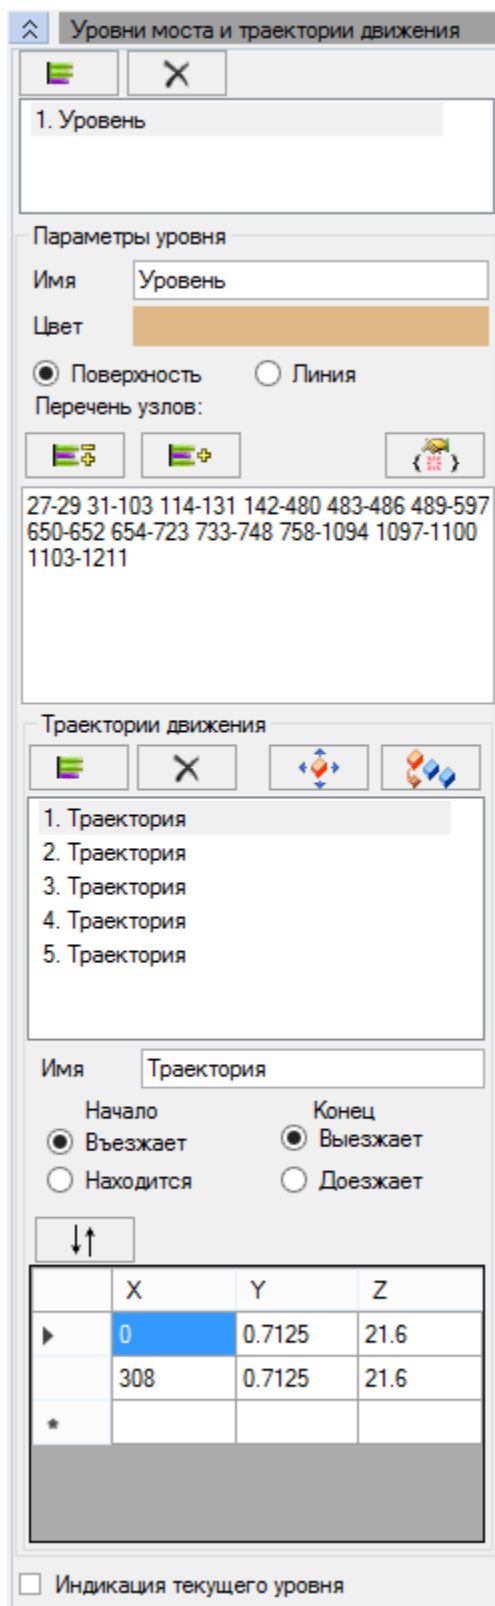 Уровни моста и траектории движения
1. Уровень
Параметры уровня
Имя Уровень
Цвет
Поверхность Линия
Перечень узлов:
27-29 31-103 114-131 142-480 483-486 489-597
650-652 654-723 733-748 758-1094 1097-1100
1103-1211
Траектории движения
1. Траектория
2. Траектория
3. Траектория
4. Траектория
5. Траектория
Имя Траектория
Начало Конец
Въезжает Выезжает
Находится Доезжает
X Y Z
0 0.7125 21.6
308 0.7125 21.6
Индикация текущего уровня